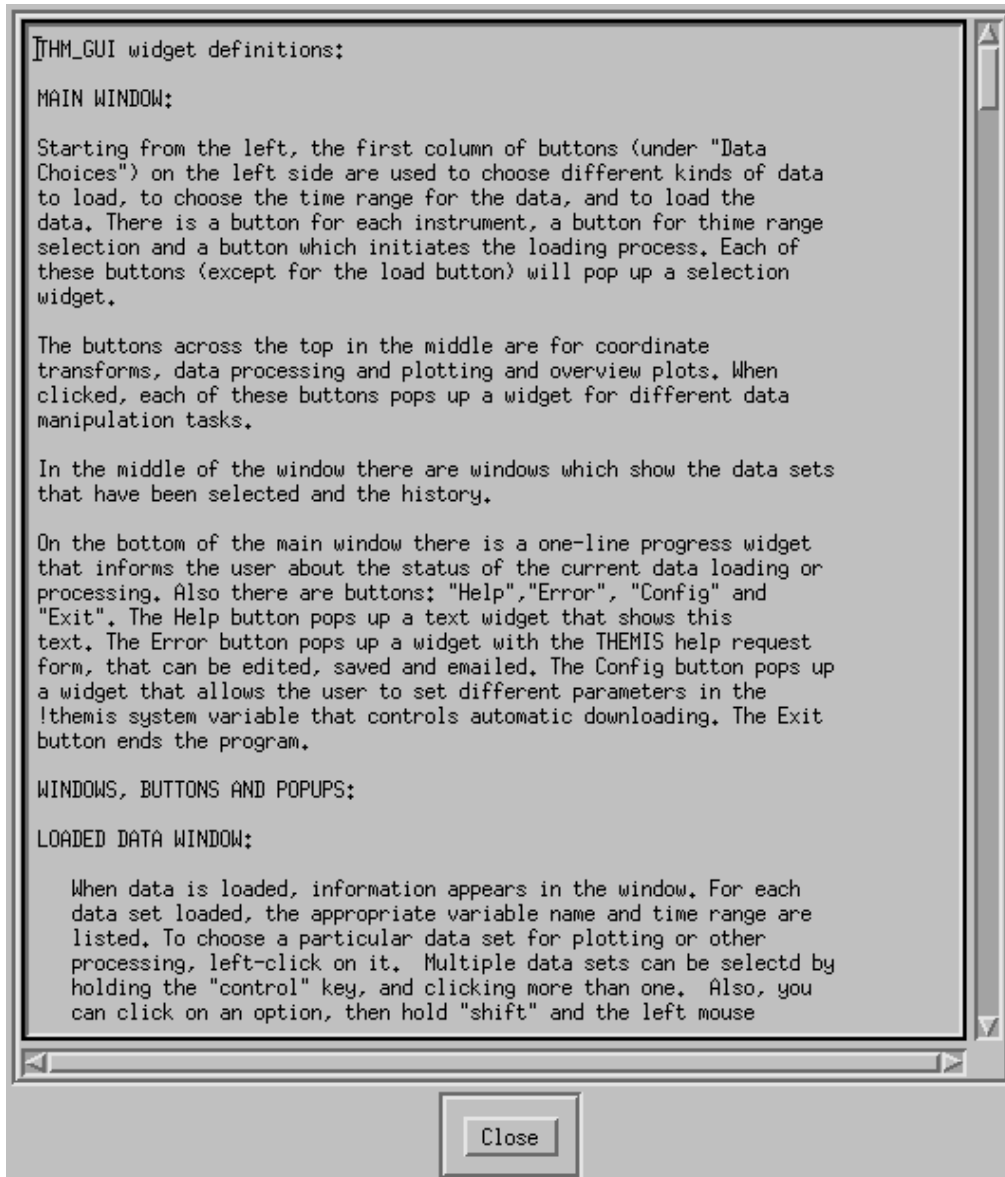 THM_GUI widget definitions:
MAIN WINDOW:
Starting from the left, the first column of buttons (under "Data
Choices") on the left side are used to choose different kinds of data
to load, to choose the time range for the data, and to load the
data. There is a button for each instrument, a button for thime range
selection and a button which initiates the loading process. Each of
these buttons (except for the load button) will pop up a selection
widget.
The buttons across the top in the middle are for coordinate
transforms, data processing and plotting and overview plots. When
clicked, each of these buttons pops up a widget for different data
manipulation tasks.
In the middle of the window there are windows which show the data sets
that have been selected and the history.
On the bottom of the main window there is a one-line progress widget
that informs the user about the status of the current data loading or
processing. Also there are buttons: "Help","Error", "Config" and
"Exit". The Help button pops up a text widget that shows this
text. The Error button pops up a widget with the THEMIS help request
form, that can be edited, saved and emailed. The Config button pops up
a widget that allows the user to set different parameters in the
!themis system variable that controls automatic downloading. The Exit
button ends the program.
WINDOWS, BUTTONS AND POPUPS:
LOADED DATA WINDOW:
When data is loaded, information appears in the window. For each
data set loaded, the appropriate variable name and time range are
listed. To choose a particular data set for plotting or other
processing, left-click on it.  Multiple data sets can be selectd by
holding the "control" key, and clicking more than one.  Also, you
can click on an option, then hold "shift" and the left mouse
Close